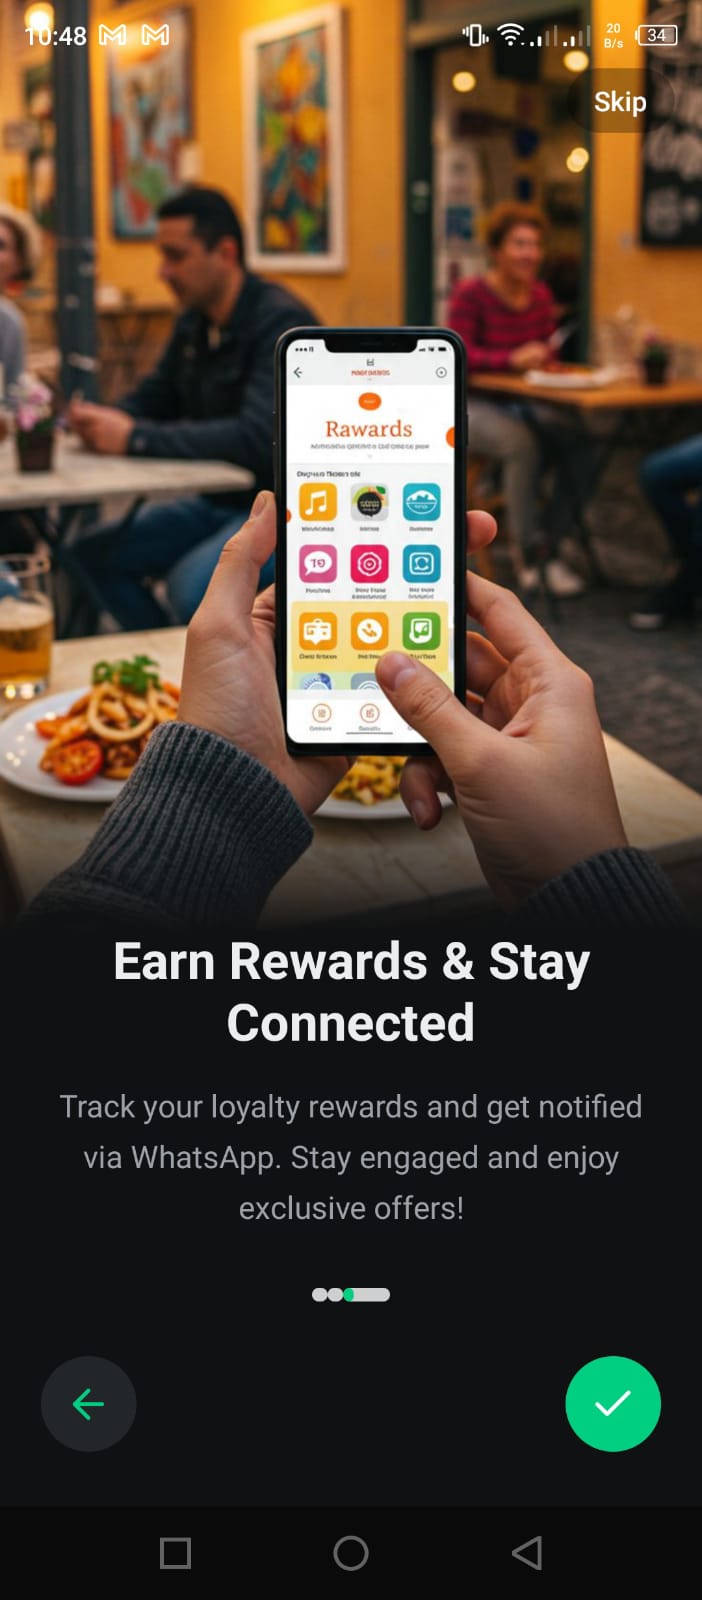 10:48
20
B/s
34
Skip
Rawards
Earn Rewards & Stay
Connected
Track your loyalty rewards and get notified
via WhatsApp. Stay engaged and enjoy
exclusive offers!